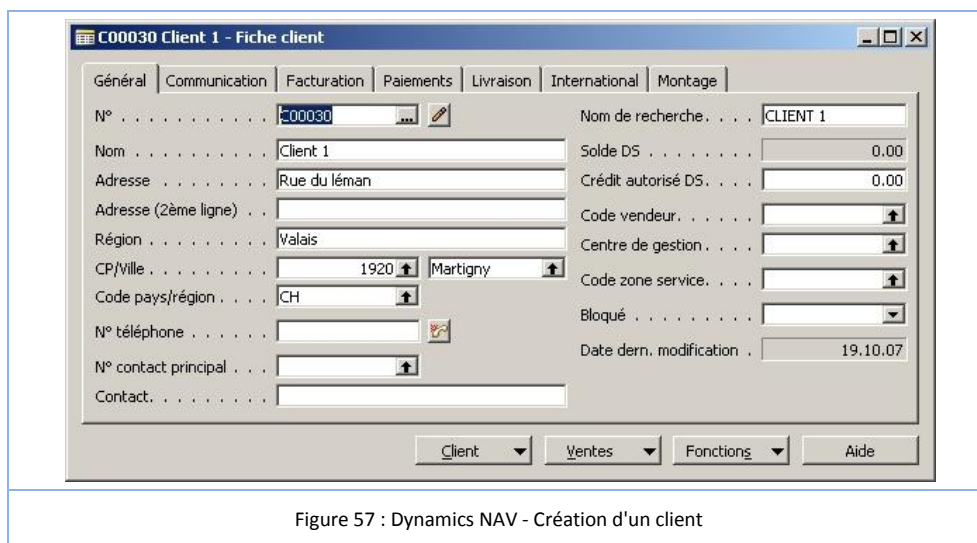 C00030 Client 1 - Fiche client
Général Communication Facturation Paiements Livraison International Montage
N° . . . . . . . . . . . C00030 ... Nom de recherche. . . . CLIENT 1
Nom . . . . . . . . . . Client 1 Solde DS . . . . . . . . 0.00
Adresse . . . . . . . . Rue du léman Crédit autorisé DS. . . . 0.00
Adresse (2ème ligne) . .
Code vendeur. . . . . .
Région . . . . . . . . . Valais
Centre de gestion . . . .
CP/Ville . . . . . . . . . 1920 Martigny
Code zone service. . . .
Code pays/région . . . . CH
Bloqué . . . . . . . . .
N° téléphone . . . . . .
Date dern. modification . 19.10.07
N° contact principal . . .
Contact. . . . . . . . .
Client Ventes Fonctions Aide
Figure 57 : Dynamics NAV - Création d'un client